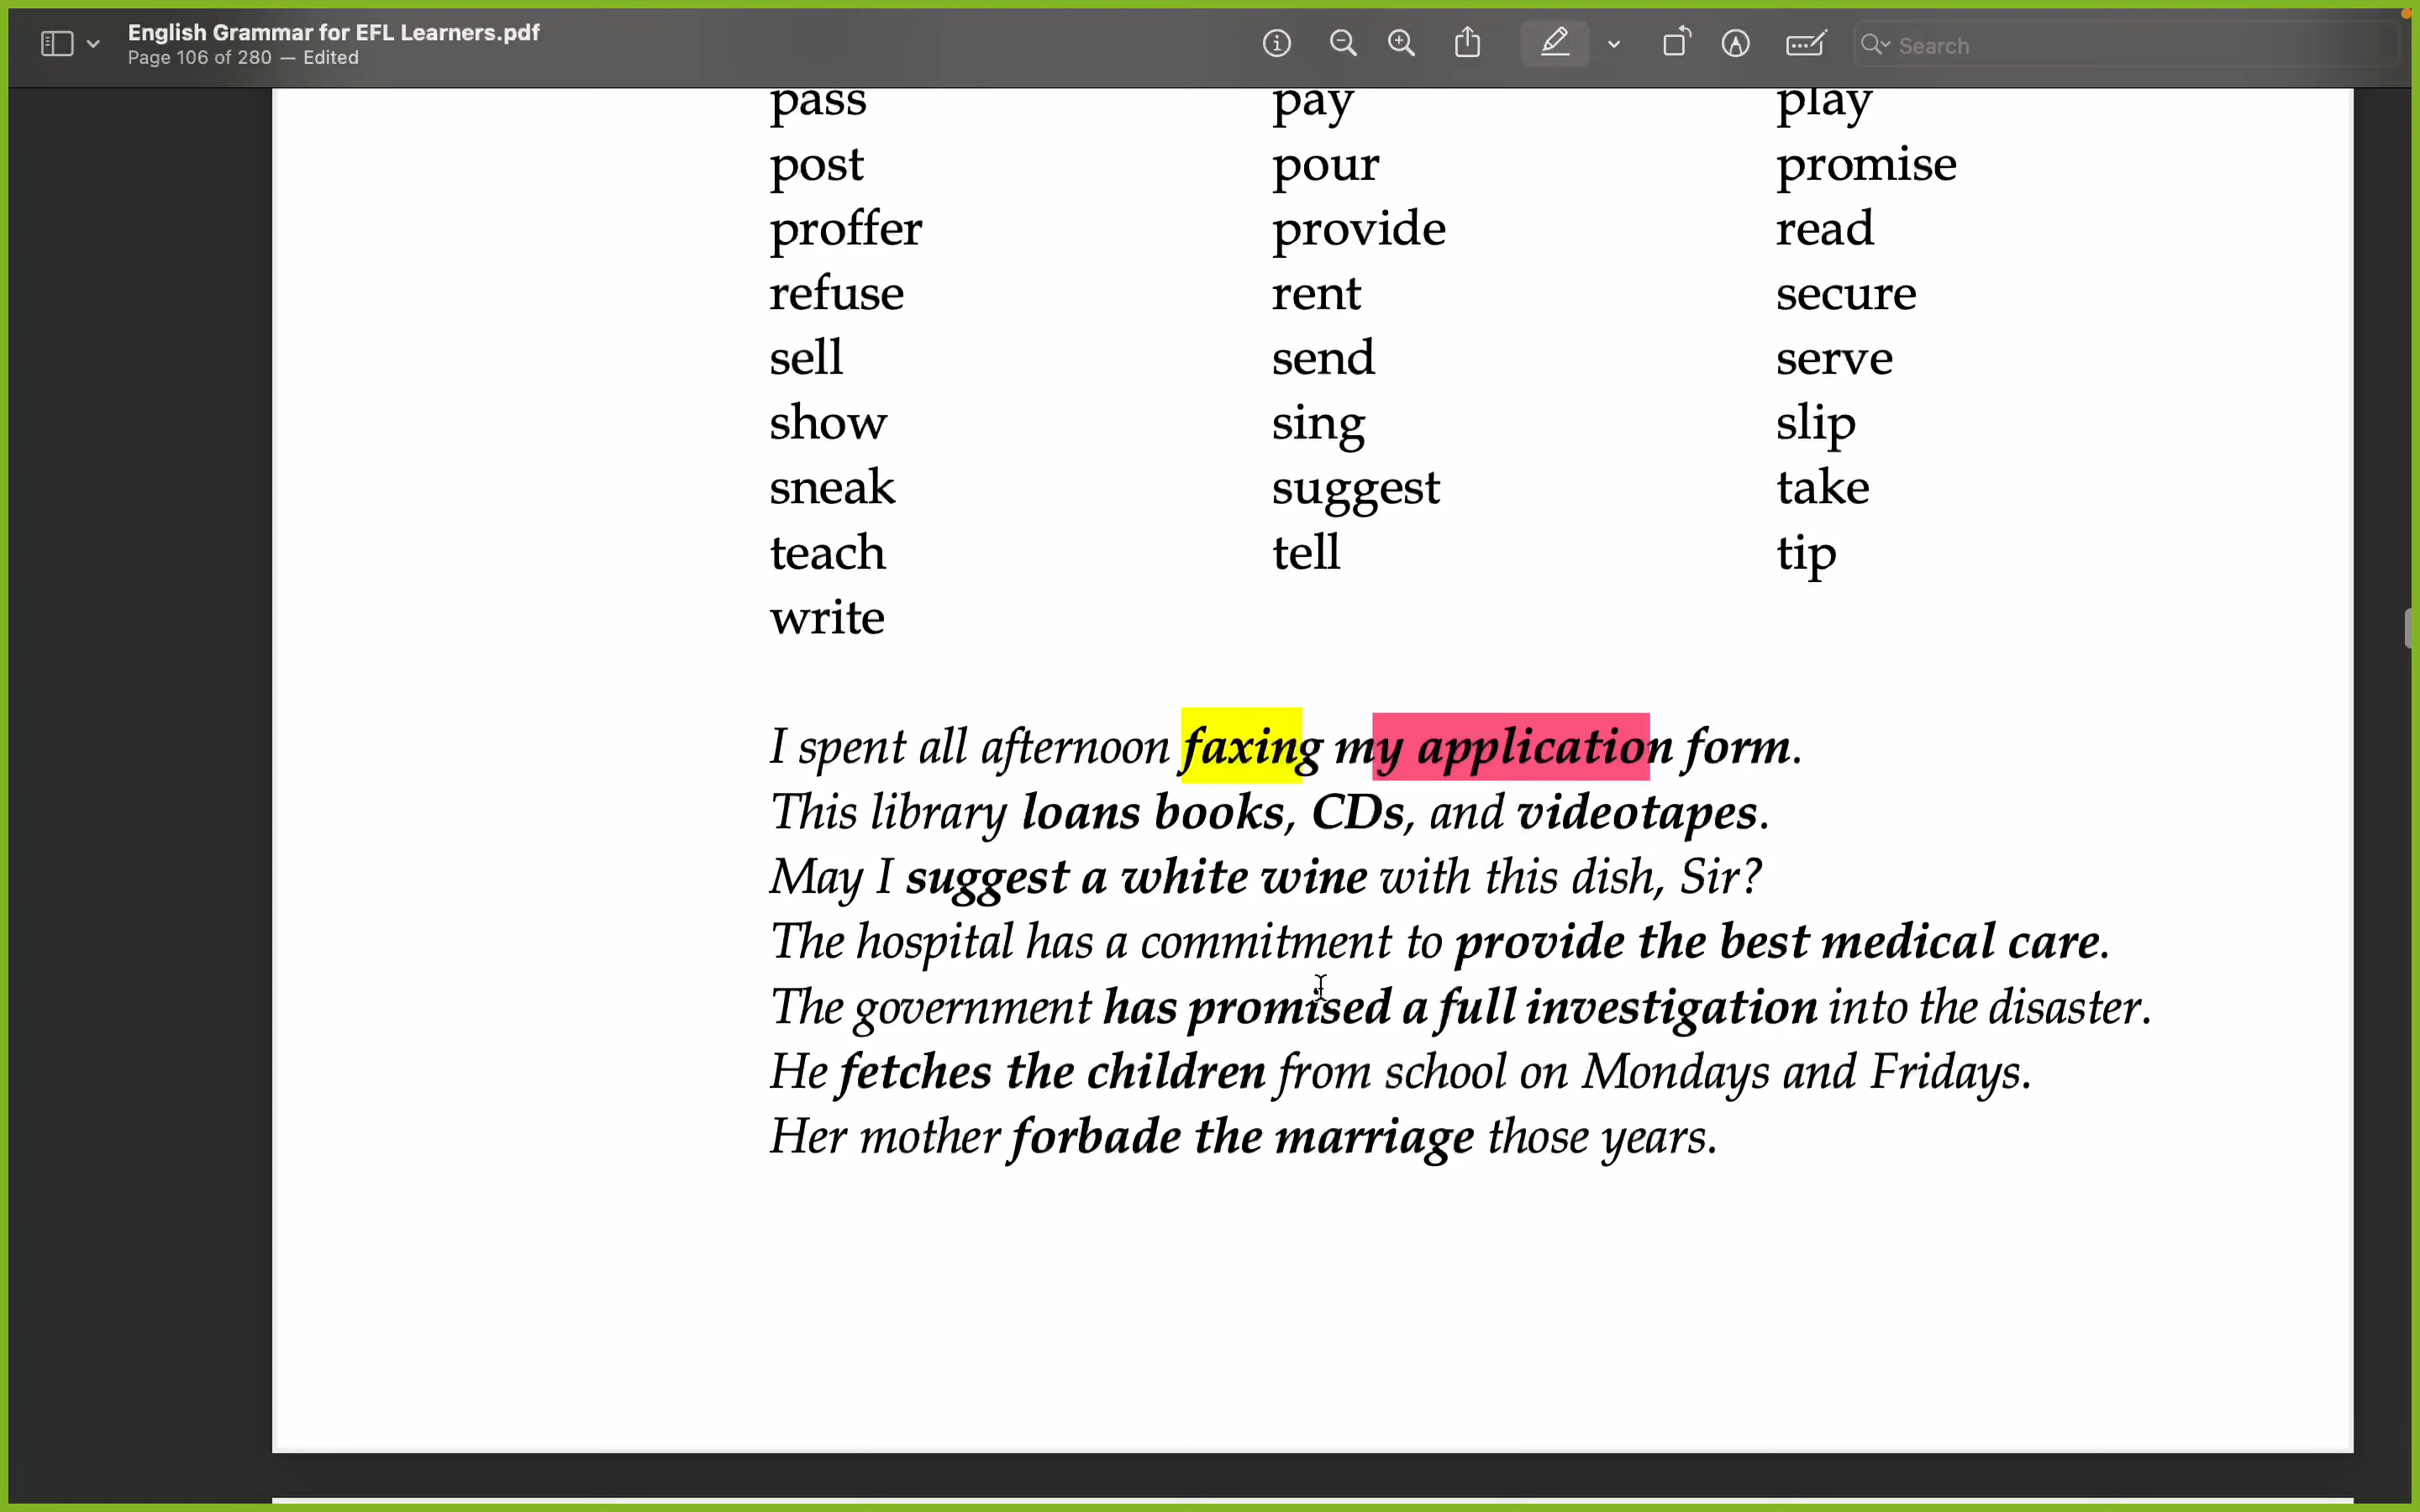 English Grammar for EFL Learners.pdf
Page 106 of 280 — Edited
Search
pass pay play
post pour promise
proffer provide read
refuse rent secure
sell send serve
show sing slip
sneak suggest take
teach tell tip
write
I spent all afternoon faxing my application form.
This library loans books, CDs, and videotapes.
May I suggest a white wine with this dish, Sir?
The hospital has a commitment to provide the best medical care.
The government has promised a full investigation into the disaster.
He fetches the children from school on Mondays and Fridays.
Her mother forbade the marriage those years.